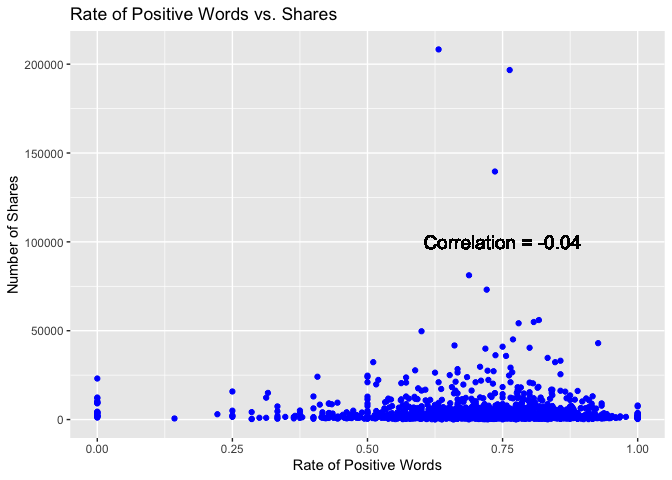 Rate of Positive Words vs. Shares
200000
150000
100000
50000
0
Number of Shares
Correlation = -0.04
0.00 0.25 0.50 0.75 1.00
Rate of Positive Words